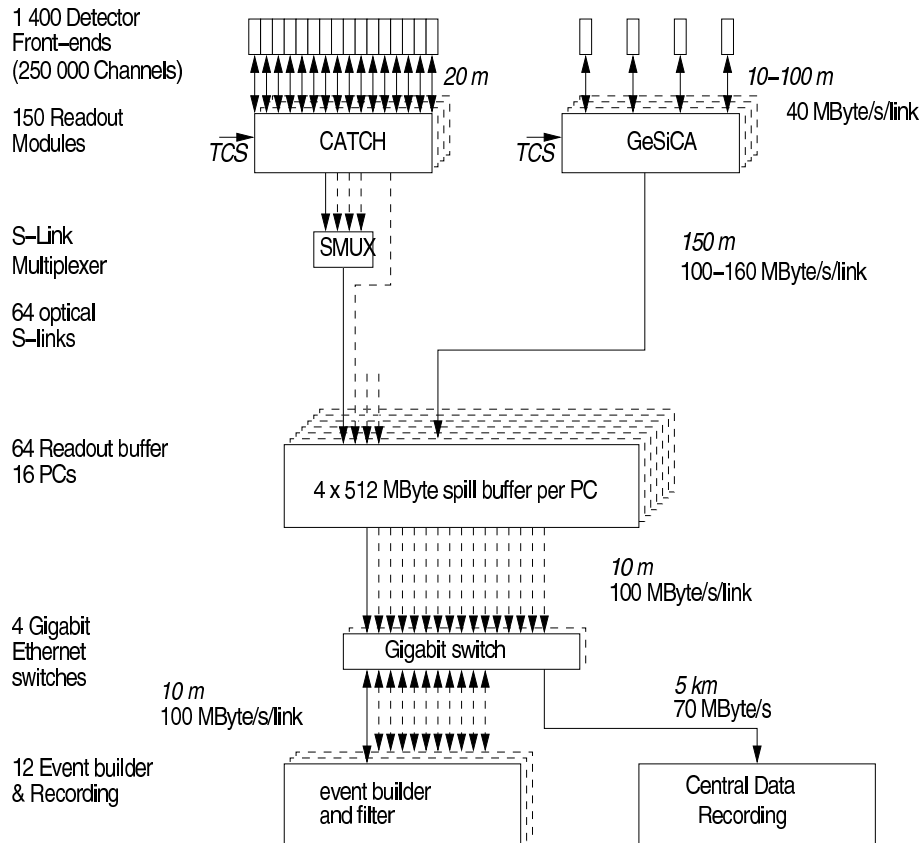 1 400 Detector
Front–ends
(250 000 Channels)
20 m
10–100 m
40 MByte/s/link
150 Readout
Modules
TCS
CATCH
TCS
GeSiCA
S–Link
Multiplexer
SMUX
150 m
100–160 MByte/s/link
64 optical
S–links
64 Readout buffer
16 PCs
4 x 512 MByte spill buffer per PC
10 m
100 MByte/s/link
4 Gigabit
Ethernet
switches
Gigabit switch
10 m
100 MByte/s/link
5 km
70 MByte/s
12 Event builder
& Recording
event builder
and filter
Central Data
Recording